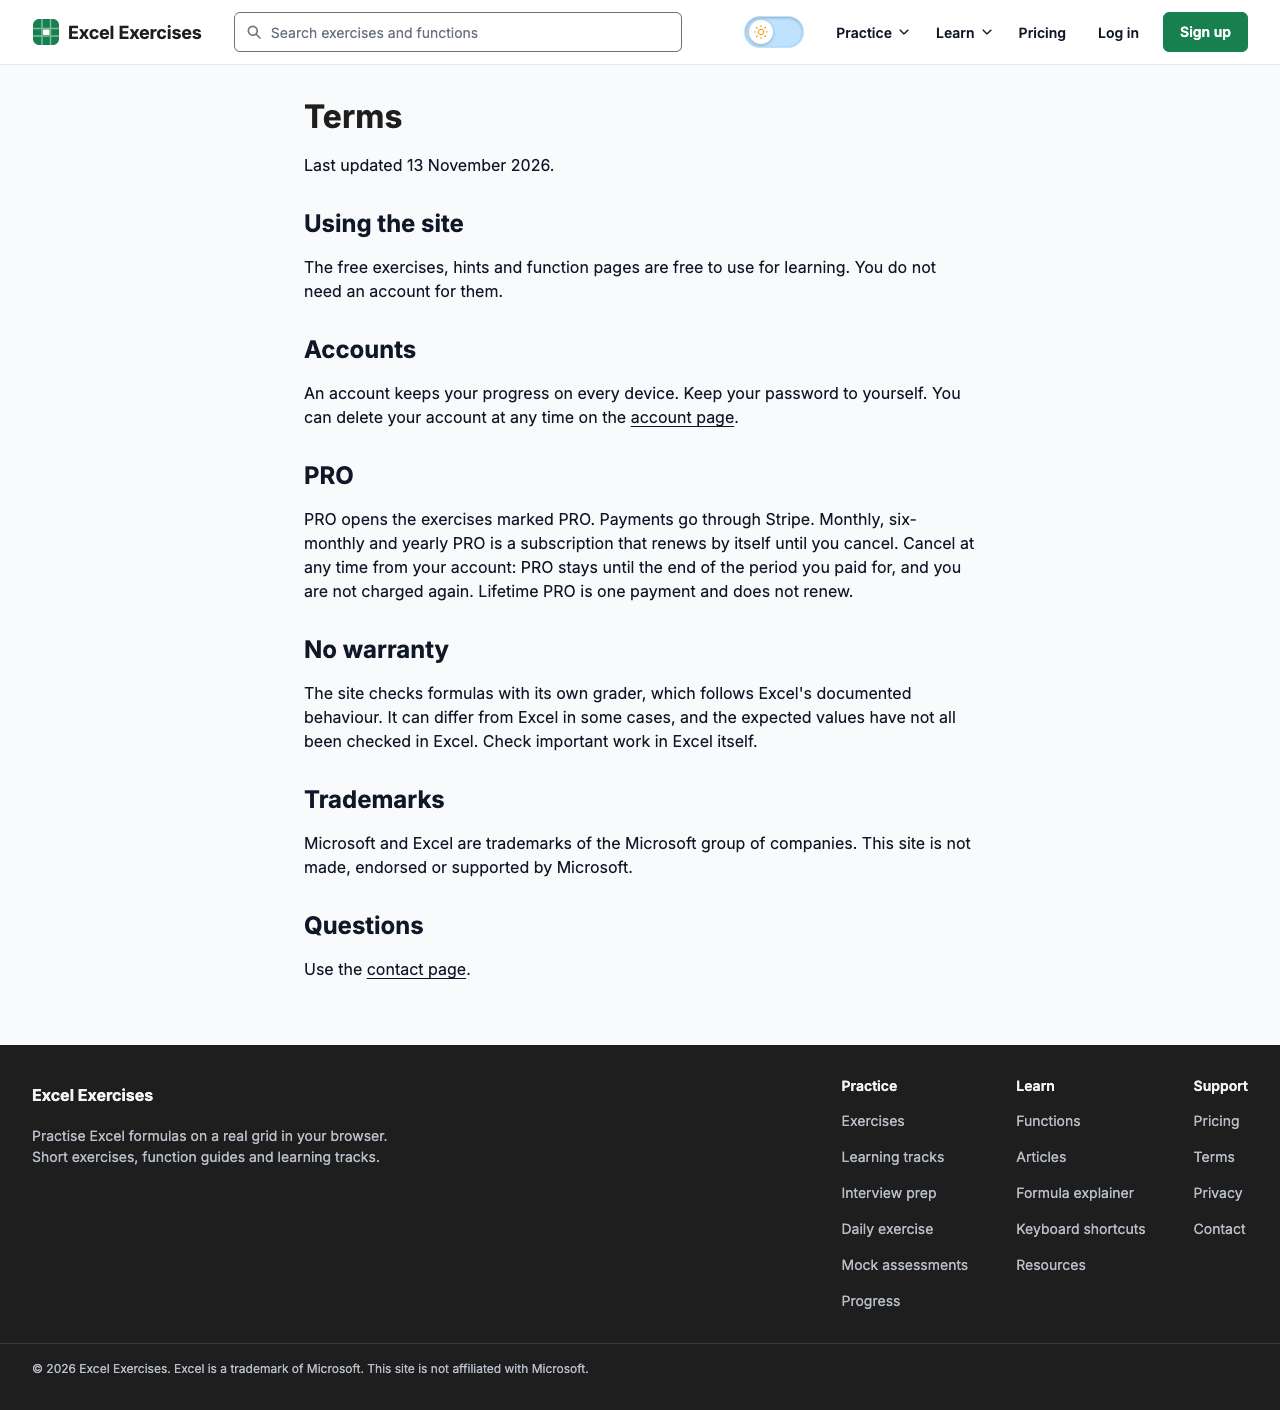 Excel Exercises
Search exercises and functions
Practice
Learn
Pricing
Log in
Sign up
Terms
Last updated 13 November 2026.
Using the site
The free exercises, hints and function pages are free to use for learning. You do not
need an account for them.
Accounts
An account keeps your progress on every device. Keep your password to yourself. You
can delete your account at any time on the account page.
PRO
PRO opens the exercises marked PRO. Payments go through Stripe. Monthly, six-
monthly and yearly PRO is a subscription that renews by itself until you cancel. Cancel at
any time from your account: PRO stays until the end of the period you paid for, and you
are not charged again. Lifetime PRO is one payment and does not renew.
No warranty
The site checks formulas with its own grader, which follows Excel's documented
behaviour. It can differ from Excel in some cases, and the expected values have not all
been checked in Excel. Check important work in Excel itself.
Trademarks
Microsoft and Excel are trademarks of the Microsoft group of companies. This site is not
made, endorsed or supported by Microsoft.
Questions
Use the contact page.
Excel Exercises
Practise Excel formulas on a real grid in your browser.
Short exercises, function guides and learning tracks.
Practice
Exercises
Learning tracks
Interview prep
Daily exercise
Mock assessments
Progress
Learn
Functions
Articles
Formula explainer
Keyboard shortcuts
Resources
Support
Pricing
Terms
Privacy
Contact
© 2026 Excel Exercises. Excel is a trademark of Microsoft. This site is not affiliated with Microsoft.